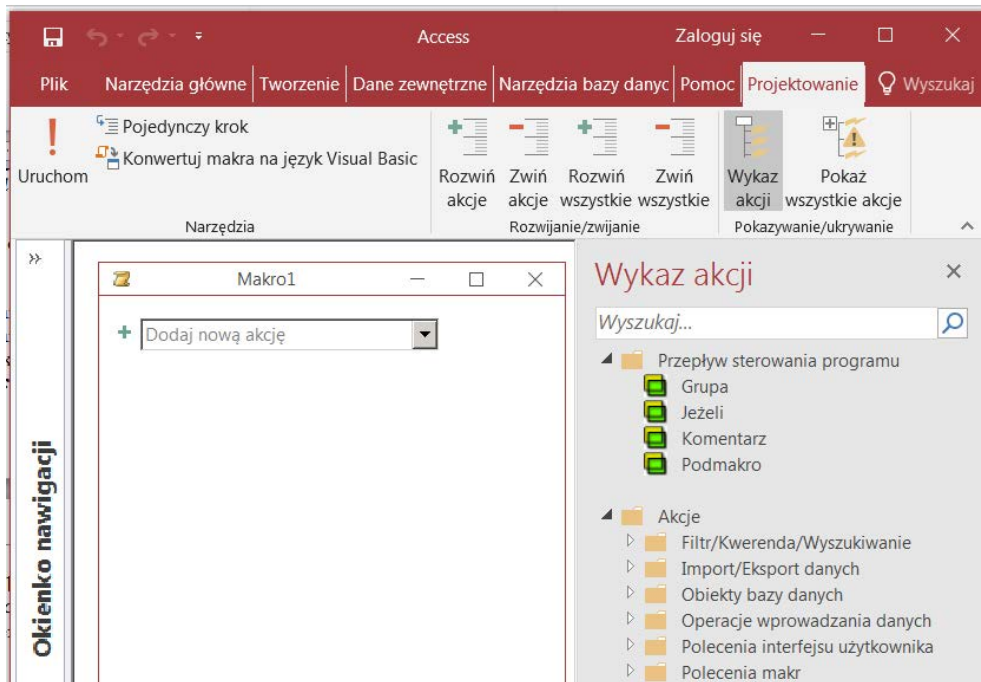 Access
Zaloguj się
Plik
Narzędzia główne
Tworzenie
Dane zewnętrzne
Narzędzia bazy danyc
Pomoc
Projektowanie
Wyszukaj
Uruchom
Pojedynczy krok
Konwertuj makra na język Visual Basic
Narzędzia
Rozwiń
akcje
Zwiń
akcje
Rozwiń
wszystkie
Zwiń
wszystkie
Rozwijanie/zwijanie
Wykaz
akcji
Pokaż
wszystkie akcje
Pokazywanie/ukrywanie
Okienko nawigacji
Makro1
Dodaj nową akcję
Wykaz akcji
Wyszukaj...
Przepływ sterowania programu
Grupa
Jeżeli
Komentarz
Podmakro
Akcje
Filtr/Kwerenda/Wyszukiwanie
Import/Eksport danych
Obiekty bazy danych
Operacje wprowadzania danych
Polecenia interfejsu użytkownika
Polecenia makr